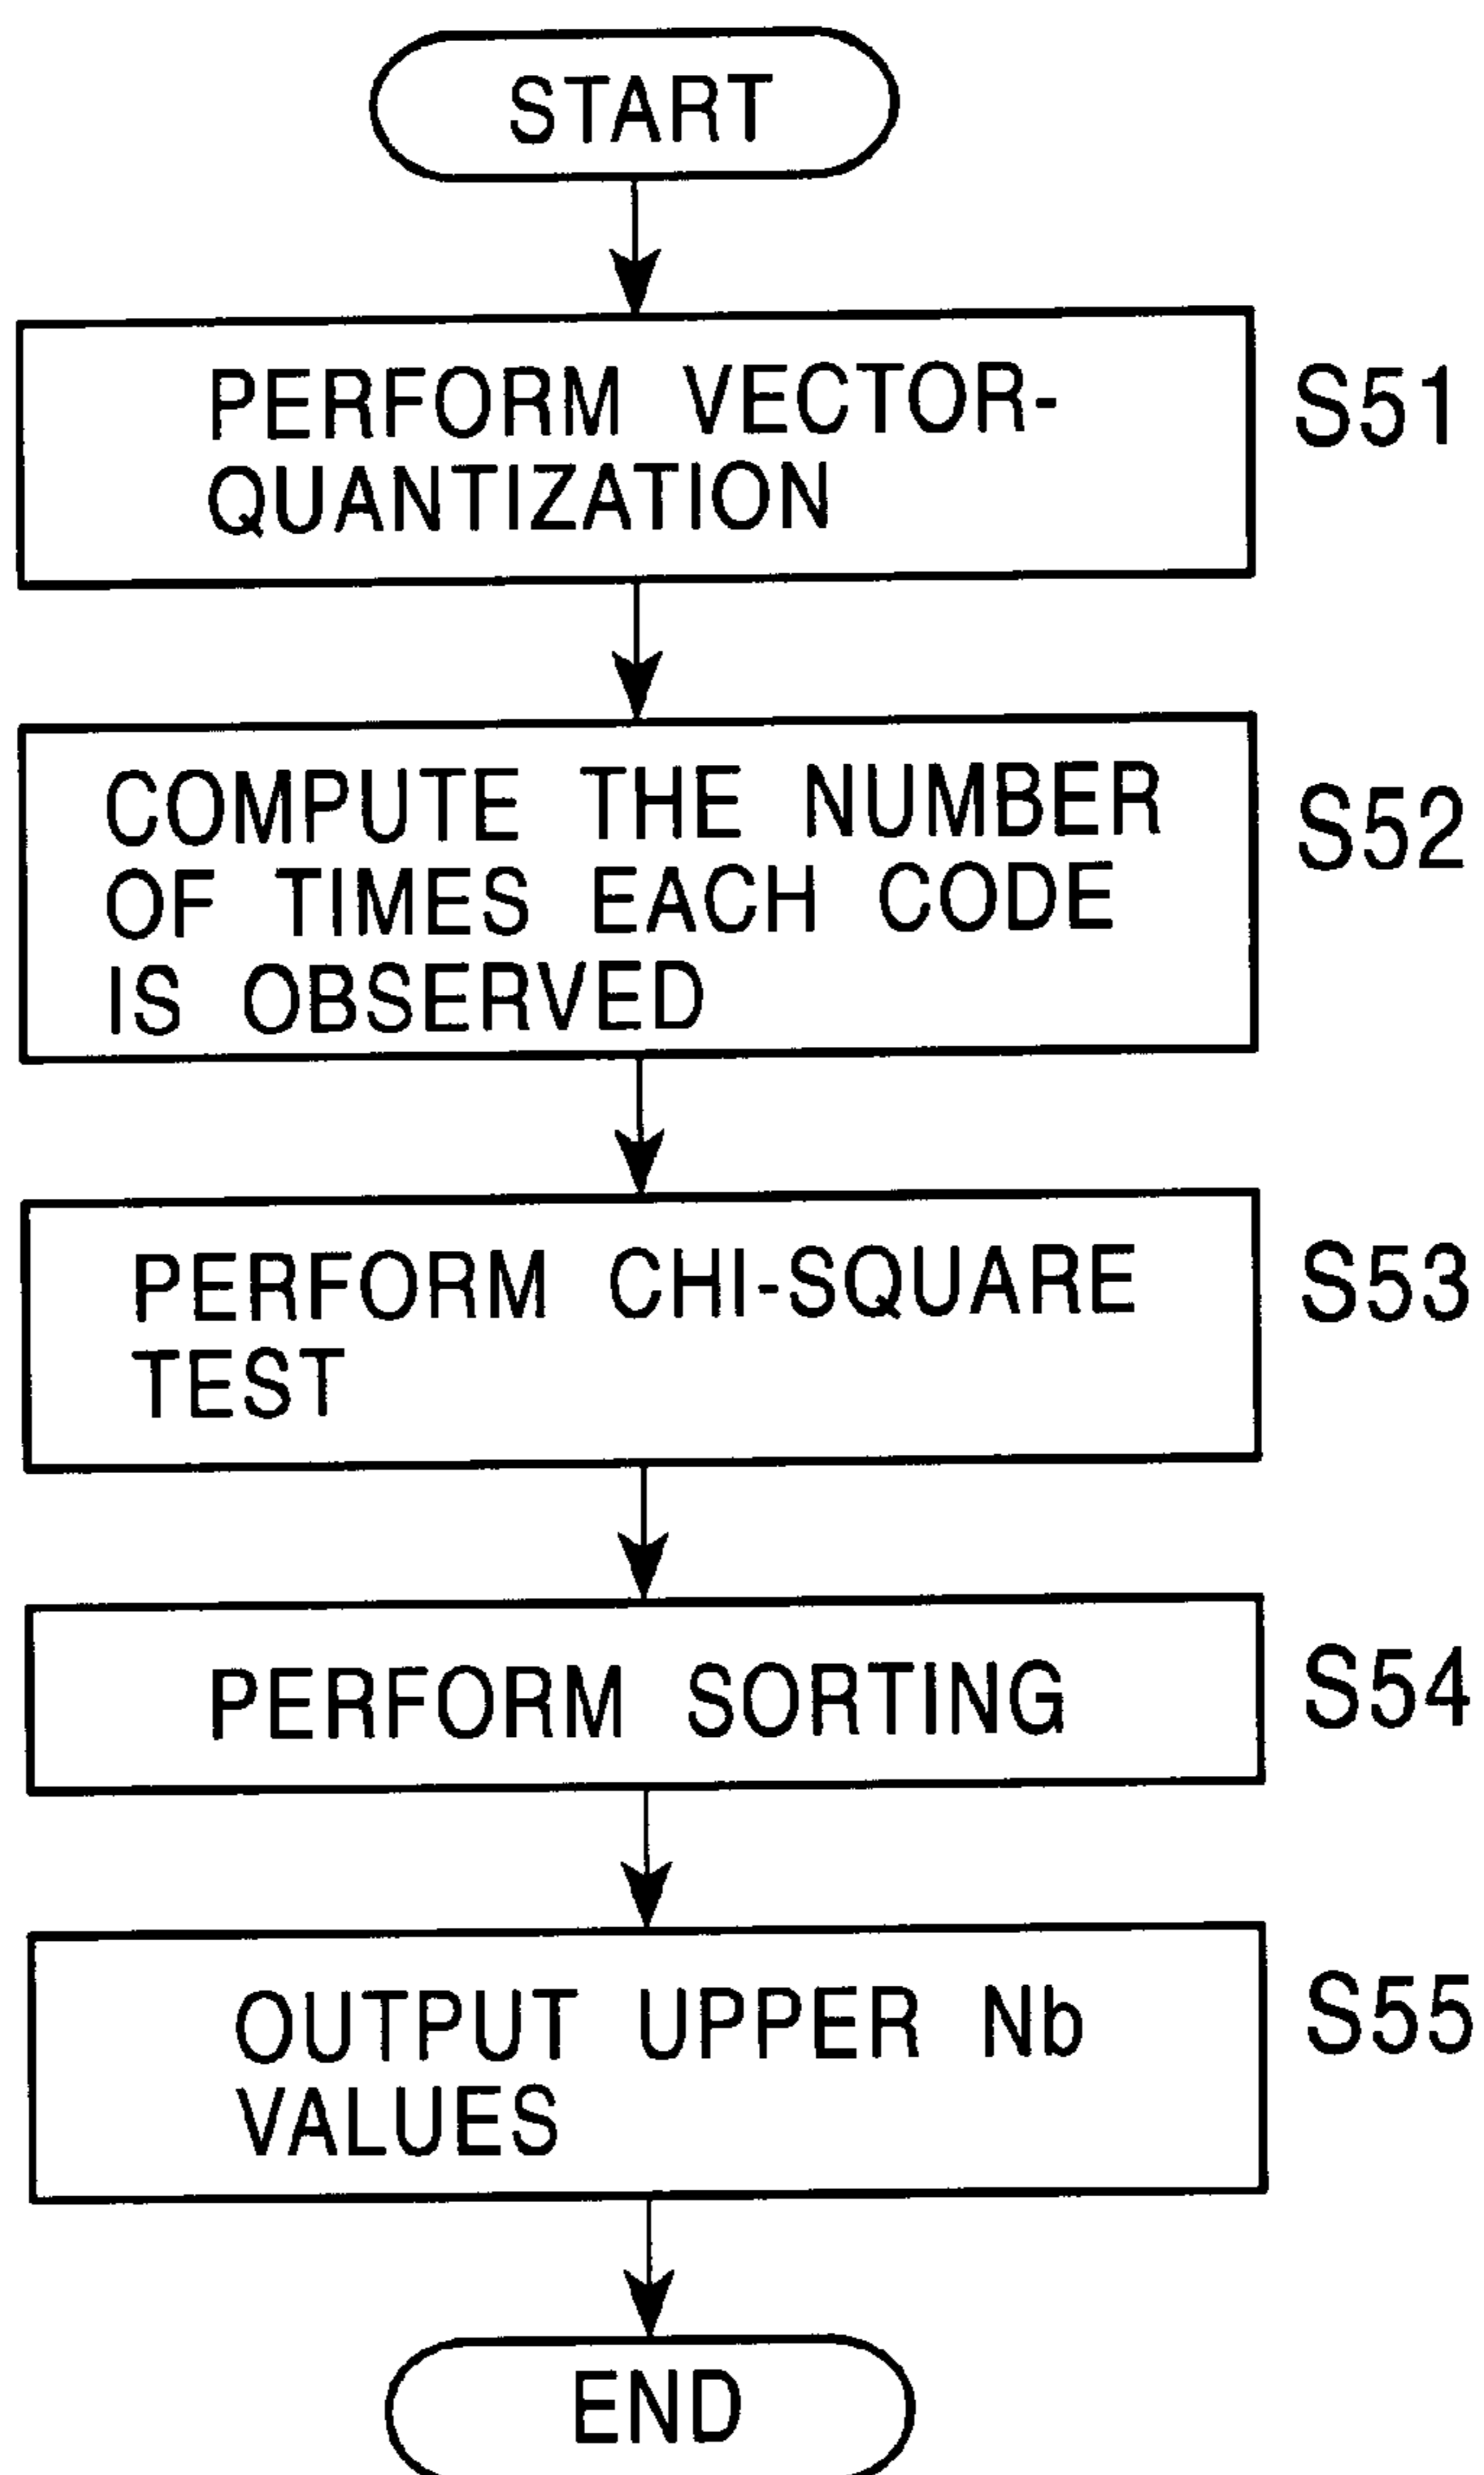 START
PERFORM VECTOR-
QUANTIZATION
S51
COMPUTE THE NUMBER
OF TIMES EACH CODE
IS OBSERVED
S52
PERFORM CHI-SQUARE
TEST
S53
PERFORM SORTING
S54
OUTPUT UPPER Nb
VALUES
S55
END